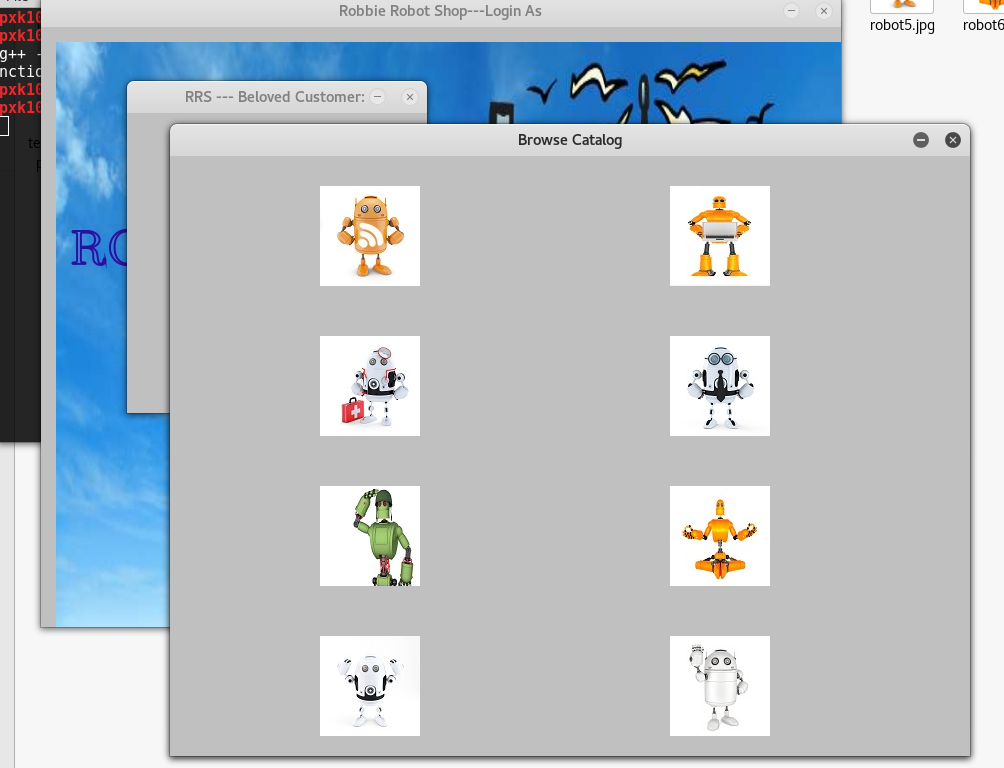 Robbie Robot Shop---Login As
robot5.jpg
robot6
pxk10
pxk10
g++ -
nctio
pxk10
pxk10
RRS --- Beloved Customer:
Browse Catalog
te
RO